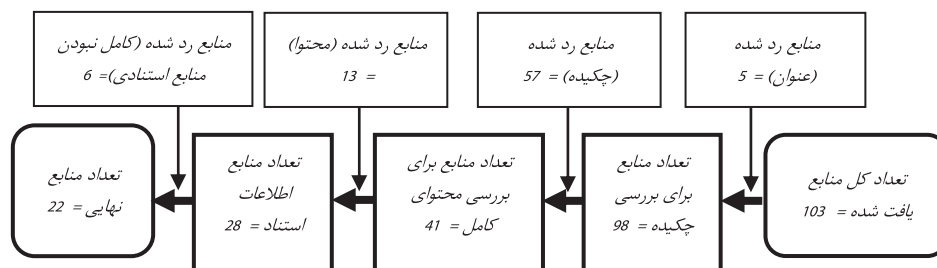 منابع رد شده
(عنوان) = 5
منابع رد شده
(چکیده) = 57
منابع رد شده (محتوا)
= 13
منابع رد شده (کامل نبودن
منابع استنادی)= 6
تعداد کل منابع
یافت شده = 103
تعداد منابع
برای بررسی
چکیده = 98
تعداد منابع برای
بررسی محتوای
کامل = 41
تعداد منابع
اطلاعات
استناد = 28
تعداد منابع
نهایی = 22